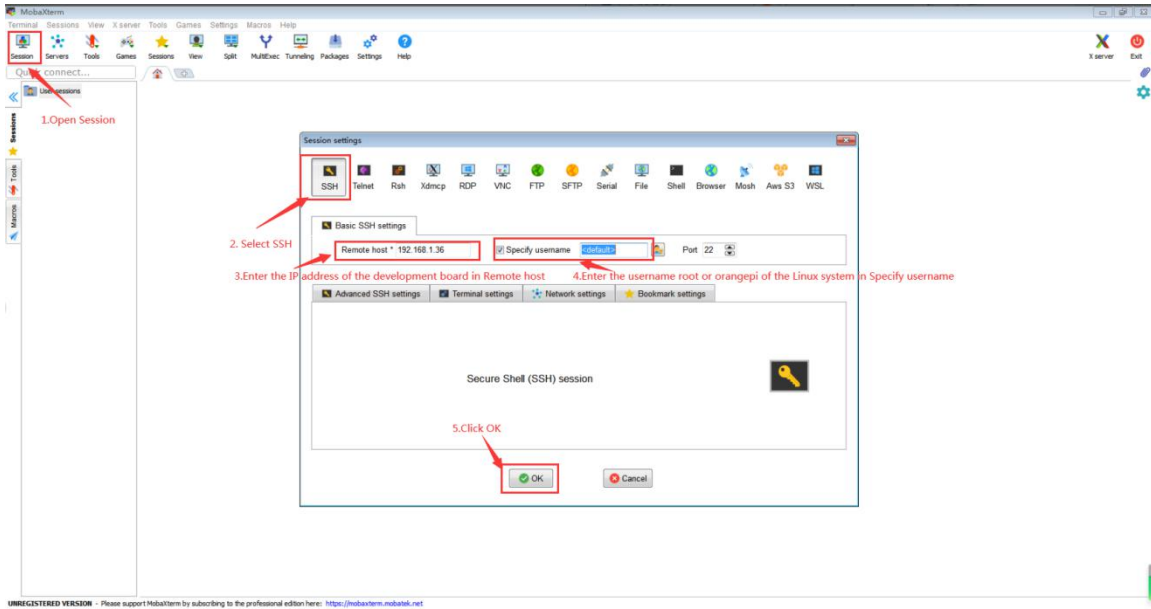 MobaXterm
Terminal Sessions View X server Tools Games Settings Macros Help
Session Servers Tools Games Sessions View Split MultiExec Tunneling Packages Settings Help X server Exit
Quick connect...
User sessions
1.Open Session
Sessions
Tools
Macros
Session settings
SSH Telnet Rsh Xdmcp RDP VNC FTP SFTP Serial File Shell Browser Mosh Aws S3 WSL
2. Select SSH
Basic SSH settings
Remote host * 192.168.1.36 Specify username <default> Port 22
3.Enter the IP address of the development board in Remote host 4.Enter the username root or orangepi of the Linux system in Specify username
Advanced SSH settings Terminal settings Network settings Bookmark settings
Secure Shell (SSH) session
5.Click OK
OK Cancel
UNREGISTERED VERSION - Please support MobaXterm by subscribing to the professional edition here: https://mobaxterm.mobatek.net